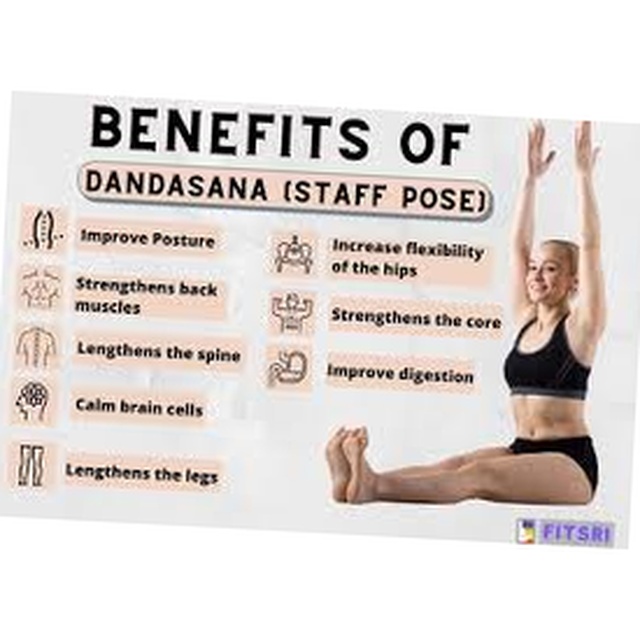 BENEFITS OF
DANDASANA (STAFF POSE)
Improve Posture
Strengthens back
muscles
Lengthens the spine
Calm brain cells
Lengthens the legs
Increase flexibility
of the hips
Strengthens the core
Improve digestion
FITSRI